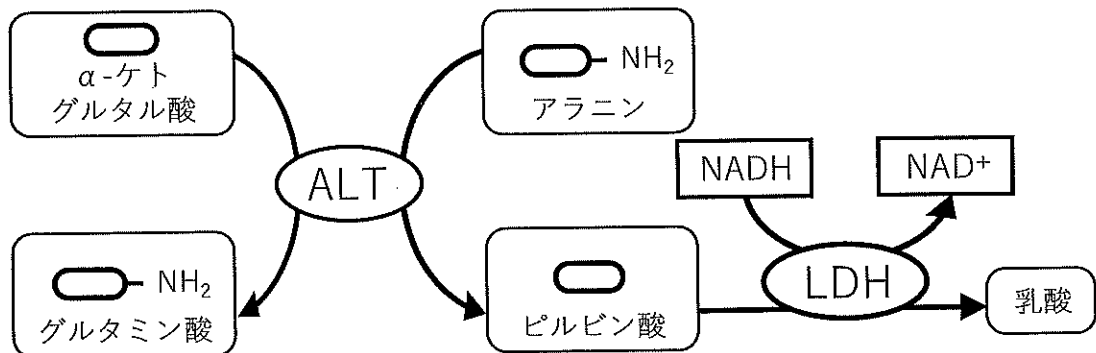 α-ケト
グルタル酸
NH₂
アラニン
ALT
NADH
NAD⁺
NH₂
グルタミン酸
ピルビン酸
LDH
乳酸